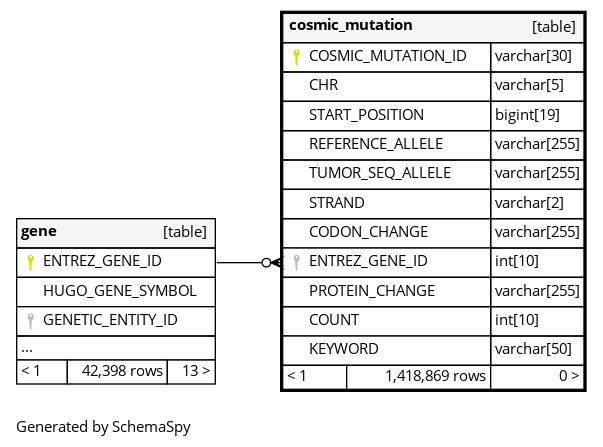 cosmic_mutation [table]
COSMIC_MUTATION_ID varchar[30]
CHR varchar[5]
START_POSITION bigint[19]
REFERENCE_ALLELE varchar[255]
TUMOR_SEQ_ALLELE varchar[255]
STRAND varchar[2]
CODON_CHANGE varchar[255]
ENTREZ_GENE_ID int[10]
PROTEIN_CHANGE varchar[255]
COUNT int[10]
KEYWORD varchar[50]
< 1 1,418,869 rows 0 >
gene [table]
ENTREZ_GENE_ID
HUGO_GENE_SYMBOL
GENETIC_ENTITY_ID
...
< 1 42,398 rows 13 >
Generated by SchemaSpy